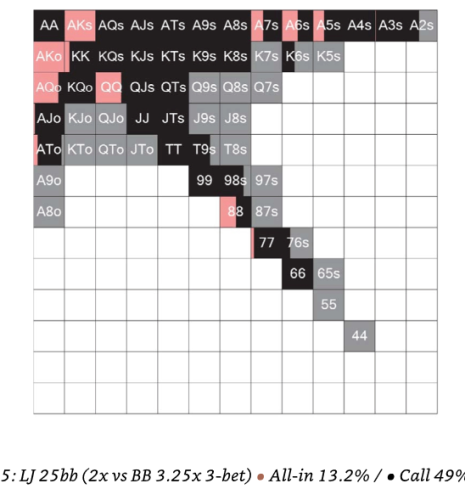 AA AKs AQs AJs ATs A9s A8s A7s A6s A5s A4s A3s A2s
AKo KK KQs KJs KTs K9s K8s K7s K6s K5s
AQo KQo QQ QJs QTs Q9s Q8s Q7s
AJo KJo QJo JJ JTs J9s J8s
ATo KTo QTo JTo TT T9s T8s
A9o 99 98s 97s
A8o 88 87s
77 76s
66 65s
55
44
5: LJ 25bb (2x vs BB 3.25x 3-bet) • All-in 13.2% / • Call 49%